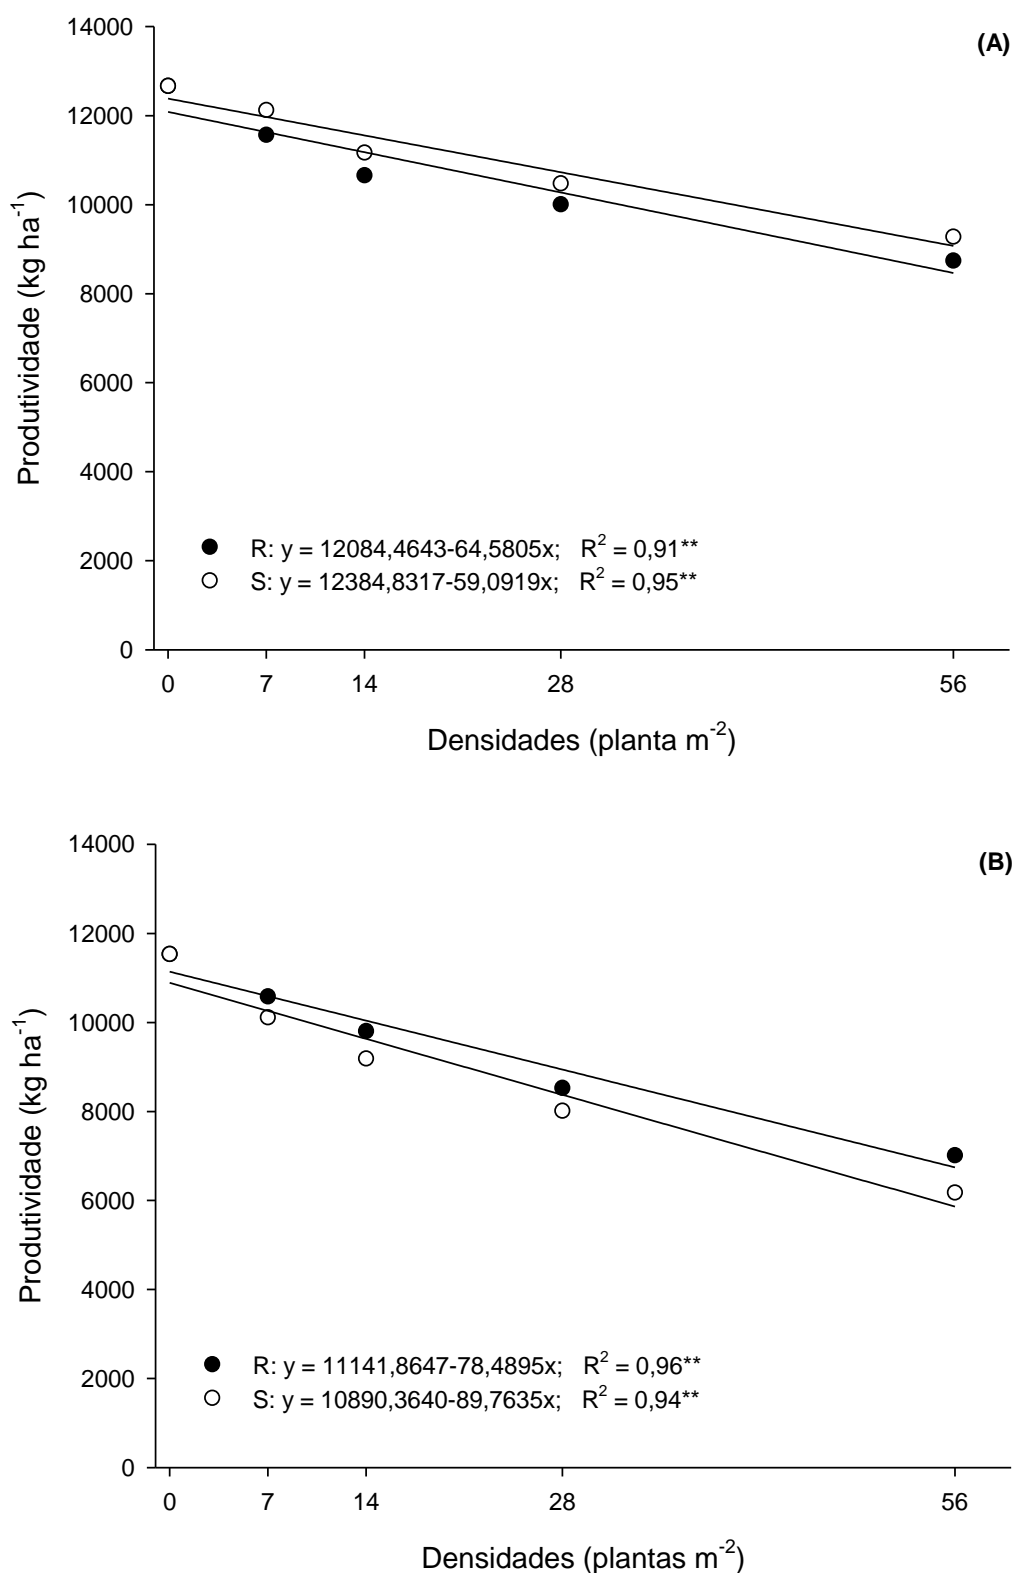 (A)
14000
12000
10000
8000
6000
4000
2000
0
Produtividade (kg ha⁻¹)
R: y = 12084,4643-64,5805x; R² = 0,91**
S: y = 12384,8317-59,0919x; R² = 0,95**
0 7 14 28 56
Densidades (planta m⁻²)
(B)
14000
12000
10000
8000
6000
4000
2000
0
Produtividade (kg ha⁻¹)
R: y = 11141,8647-78,4895x; R² = 0,96**
S: y = 10890,3640-89,7635x; R² = 0,94**
0 7 14 28 56
Densidades (plantas m⁻²)